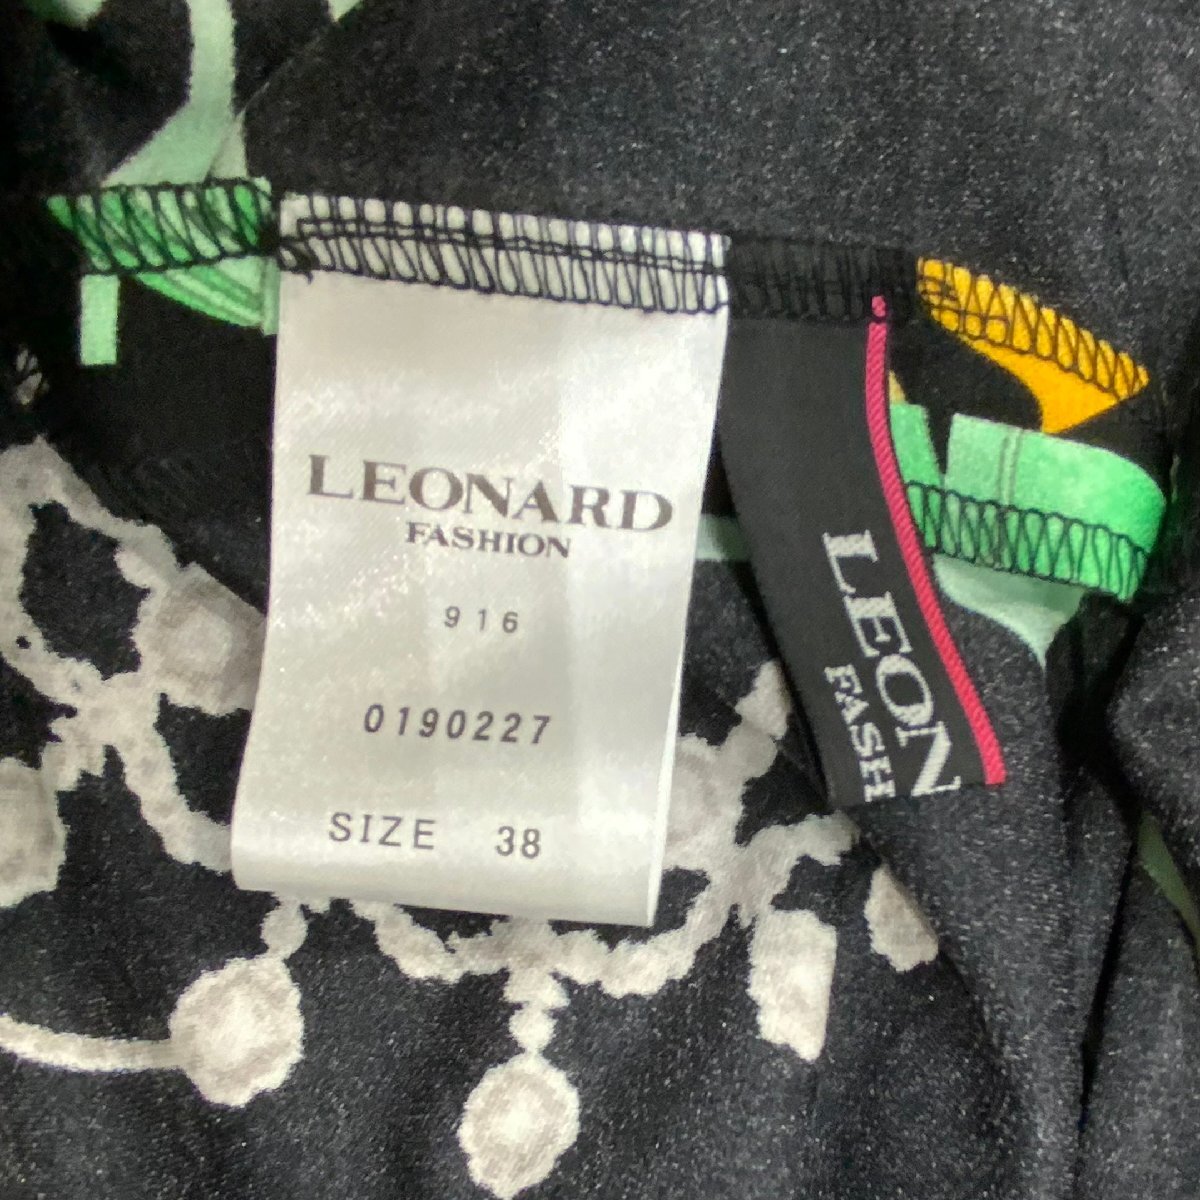 LEONARD
FASHION
916
0190227
SIZE 38
LEON
FASH